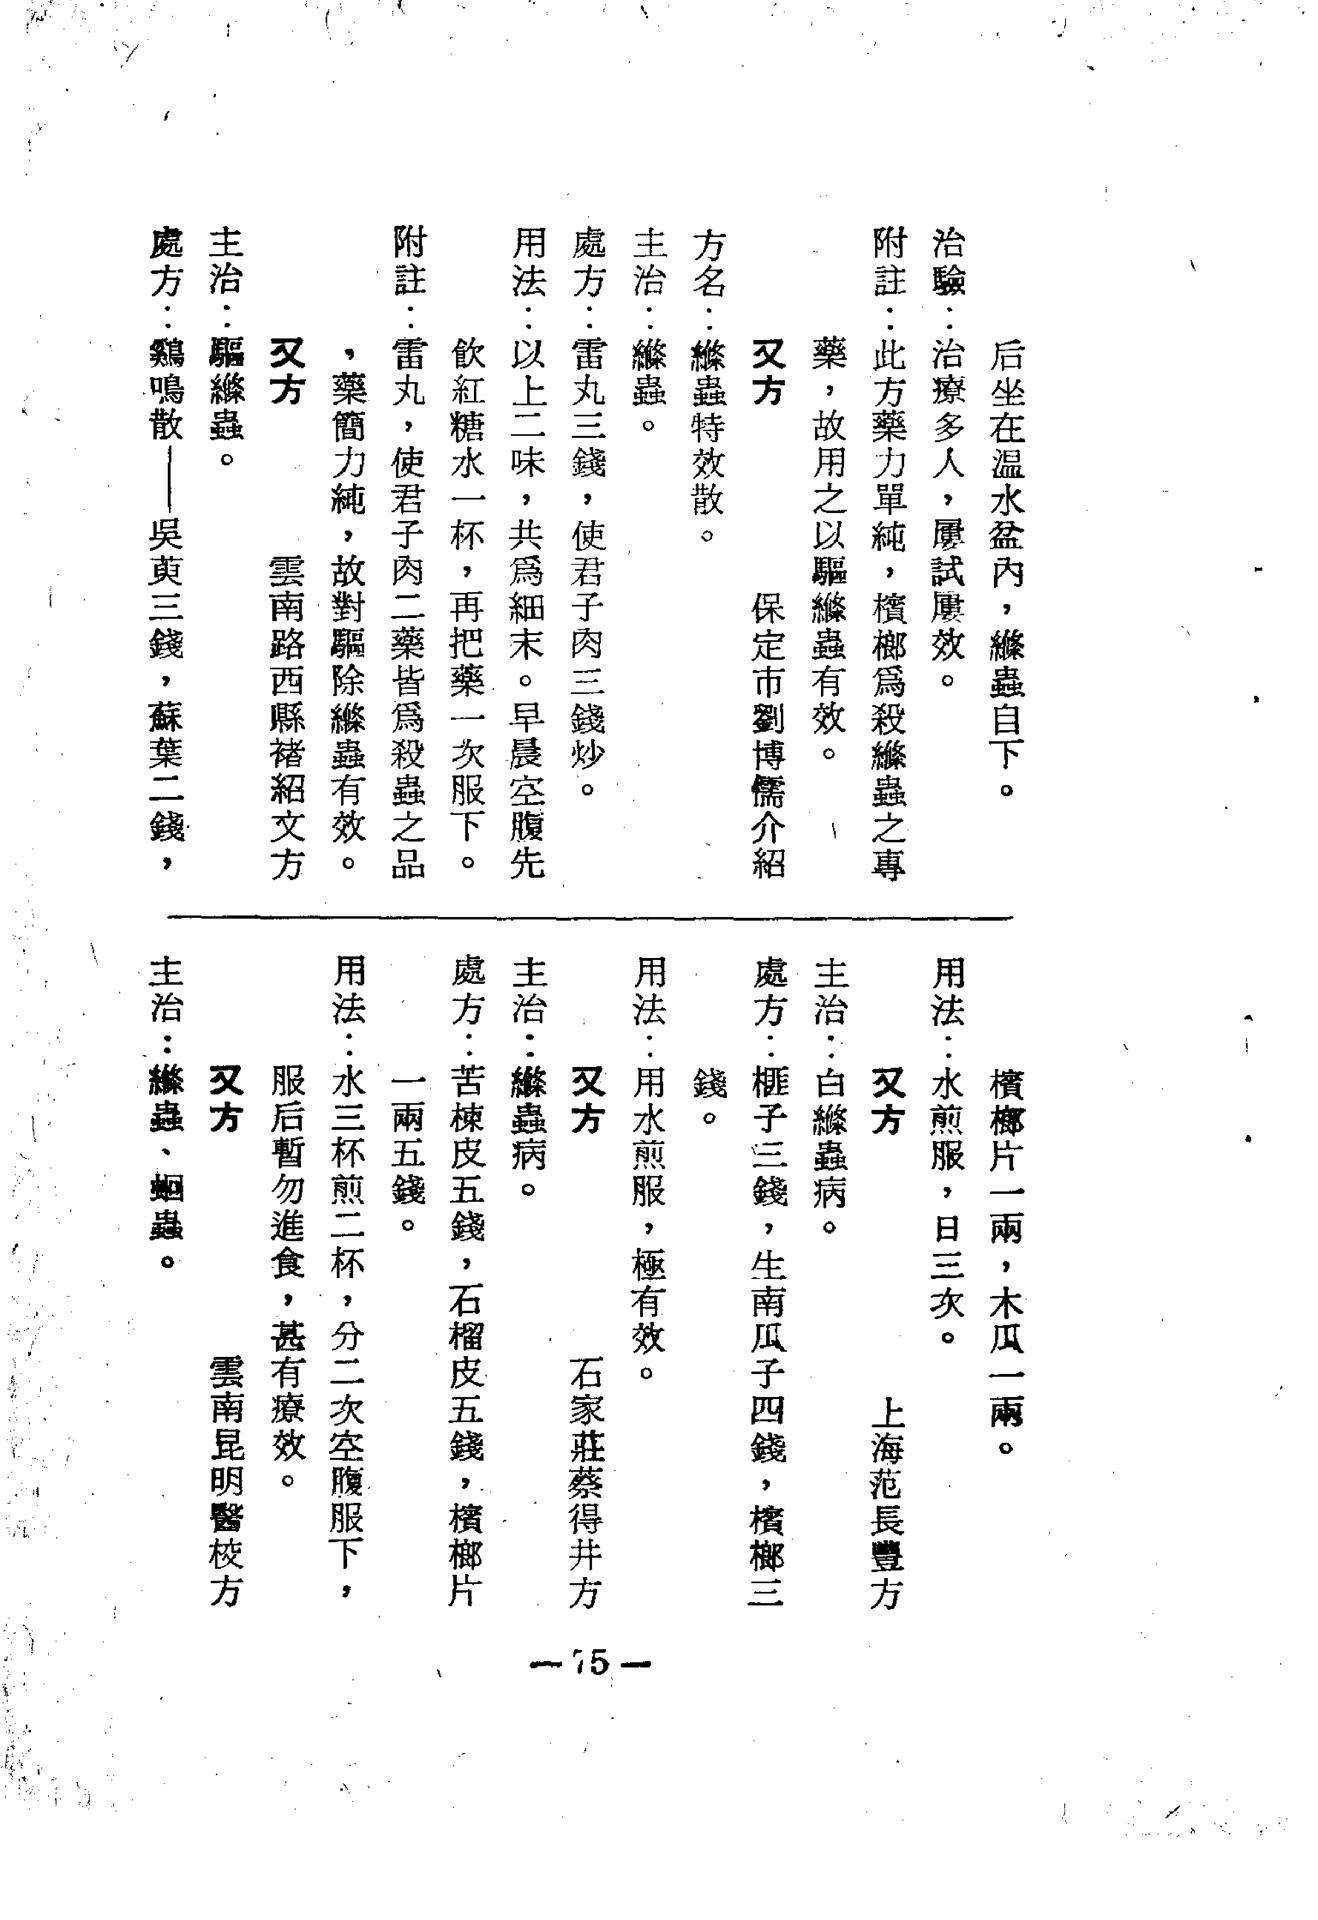 后坐在温水盆內，縧蟲自下。
治驗：治療多人，屢試屢效。
附註：此方藥力單純，檳榔爲殺縧蟲之專
藥，故用之以驅縧蟲有效。
又方　保定市劉博儒介紹
方名：縧蟲特效散。
主治：縧蟲。
處方：雷丸三錢，使君子肉三錢炒。
用法：以上二味，共爲細末。早晨空腹先
飲紅糖水一杯，再把藥一次服下。
附註：雷丸，使君子肉二藥皆爲殺蟲之品
，藥簡力純，故對驅除縧蟲有效。
又方　雲南路西縣褚紹文方
主治：驅縧蟲。
處方：鷄鳴散——吳萸三錢，蘇葉二錢，
檳榔片一兩，木瓜一兩。
用法：水煎服，日三次。
又方　上海范長豐方
主治：白縧蟲病。
處方：榧子三錢，生南瓜子四錢，檳榔三
錢。
用法：用水煎服，極有效。
又方　石家莊蔡得井方
主治：縧蟲病。
處方：苦楝皮五錢，石榴皮五錢，檳榔片
一兩五錢。
用法：水三杯煎二杯，分二次空腹服下，
服后暫勿進食，甚有療效。
又方　雲南昆明醫校方
主治：縧蟲、蛔蟲。
— 75 —